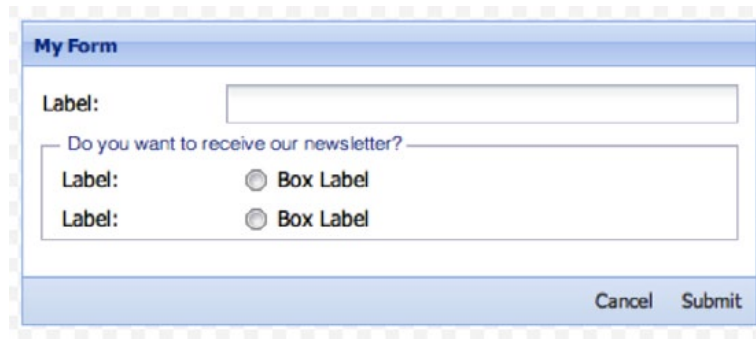 My Form
Label:
Do you want to receive our newsletter?
Label: Box Label
Label: Box Label
Cancel Submit